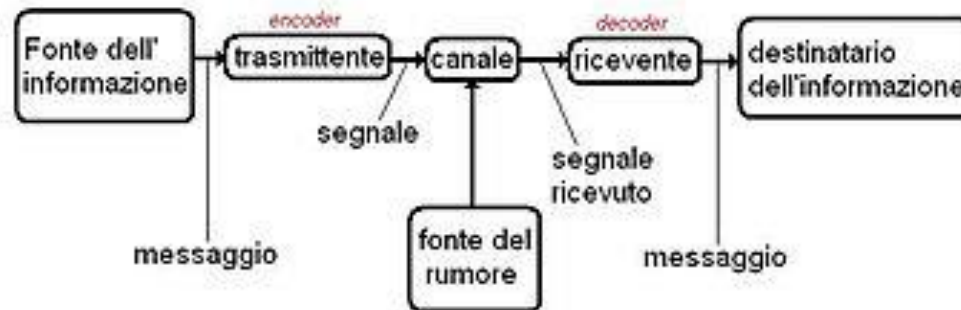 encoder
decoder
Fonte dell'
informazione
trasmittente
canale
ricevente
destinatario
dell'informazione
segnale
segnale
ricevuto
messaggio
fonte del
rumore
messaggio